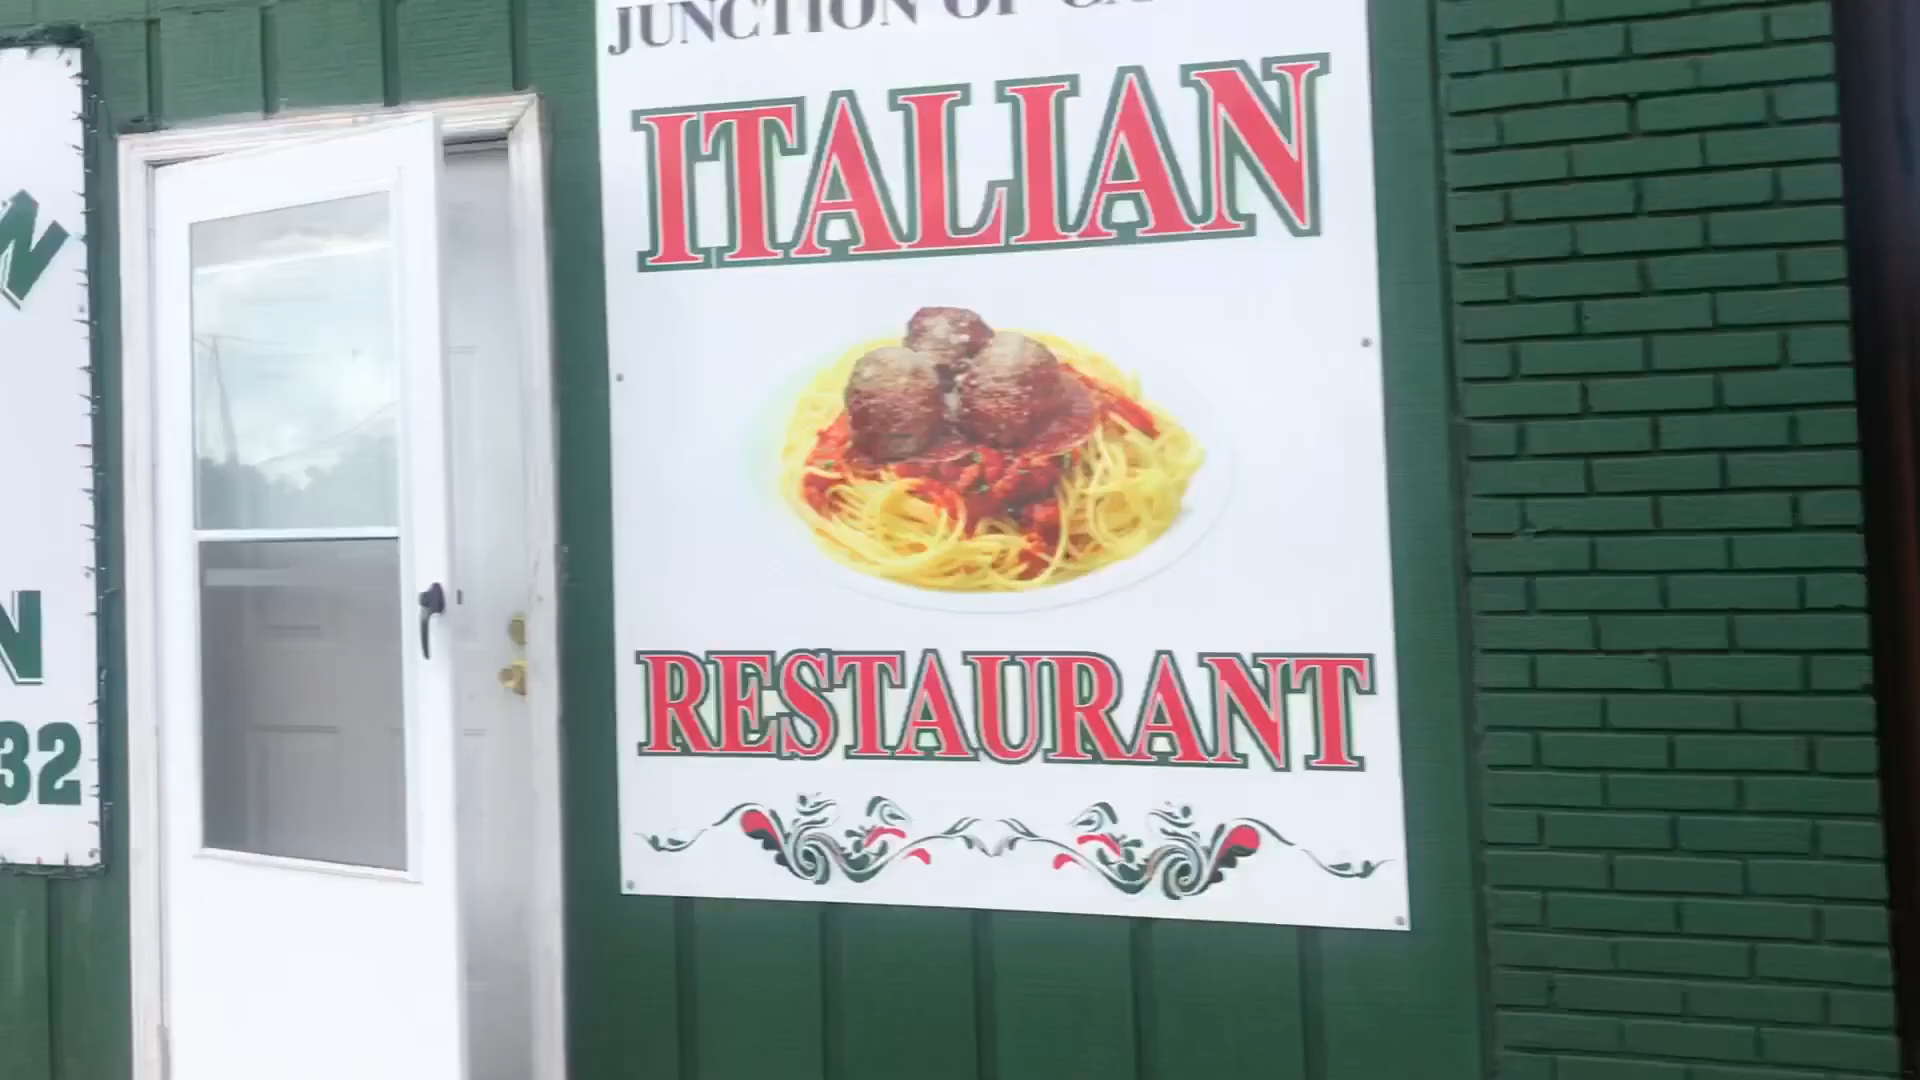 JUNCTION OF
ITALIAN
RESTAURANT
N
N
32